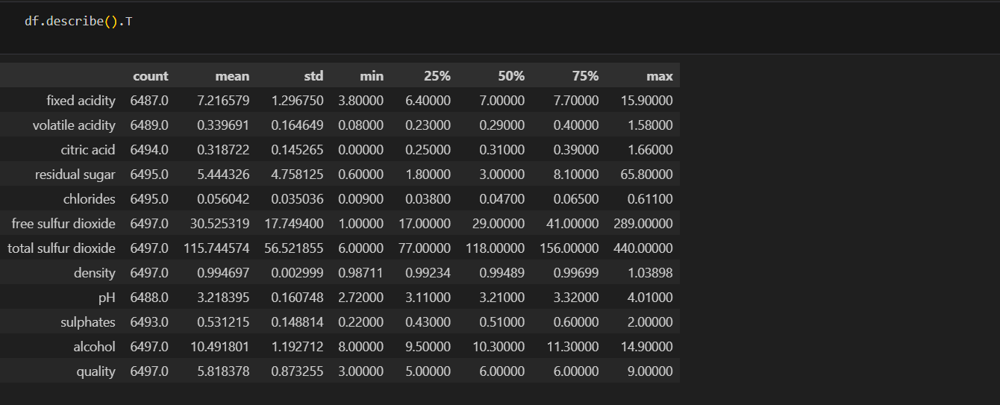 df.describe().T
count mean std min 25% 50% 75% max
fixed acidity 6487.0 7.216579 1.296750 3.80000 6.40000 7.00000 7.70000 15.90000
volatile acidity 6489.0 0.339691 0.164649 0.08000 0.23000 0.29000 0.40000 1.58000
citric acid 6494.0 0.318722 0.145265 0.00000 0.25000 0.31000 0.39000 1.66000
residual sugar 6495.0 5.444326 4.758125 0.60000 1.80000 3.00000 8.10000 65.80000
chlorides 6495.0 0.056042 0.035036 0.00900 0.03800 0.04700 0.06500 0.61100
free sulfur dioxide 6497.0 30.525319 17.749400 1.00000 17.00000 29.00000 41.00000 289.00000
total sulfur dioxide 6497.0 115.744574 56.521855 6.00000 77.00000 118.00000 156.00000 440.00000
density 6497.0 0.994697 0.002999 0.98711 0.99234 0.99489 0.99699 1.03898
pH 6488.0 3.218395 0.160748 2.72000 3.11000 3.21000 3.32000 4.01000
sulphates 6493.0 0.531215 0.148814 0.22000 0.43000 0.51000 0.60000 2.00000
alcohol 6497.0 10.491801 1.192712 8.00000 9.50000 10.30000 11.30000 14.90000
quality 6497.0 5.818378 0.873255 3.00000 5.00000 6.00000 6.00000 9.00000